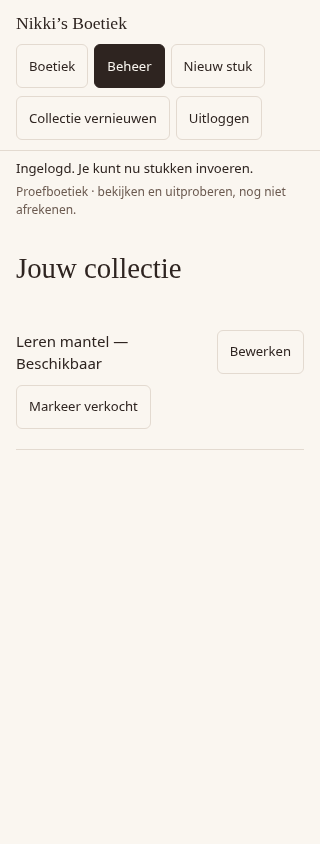 Nikki’s Boetiek
Boetiek
Beheer
Nieuw stuk
Collectie vernieuwen
Uitloggen
Ingelogd. Je kunt nu stukken invoeren.
Proefboetiek · bekijken en uitproberen, nog niet
afrekenen.
Jouw collectie
Leren mantel —
Beschikbaar
Bewerken
Markeer verkocht